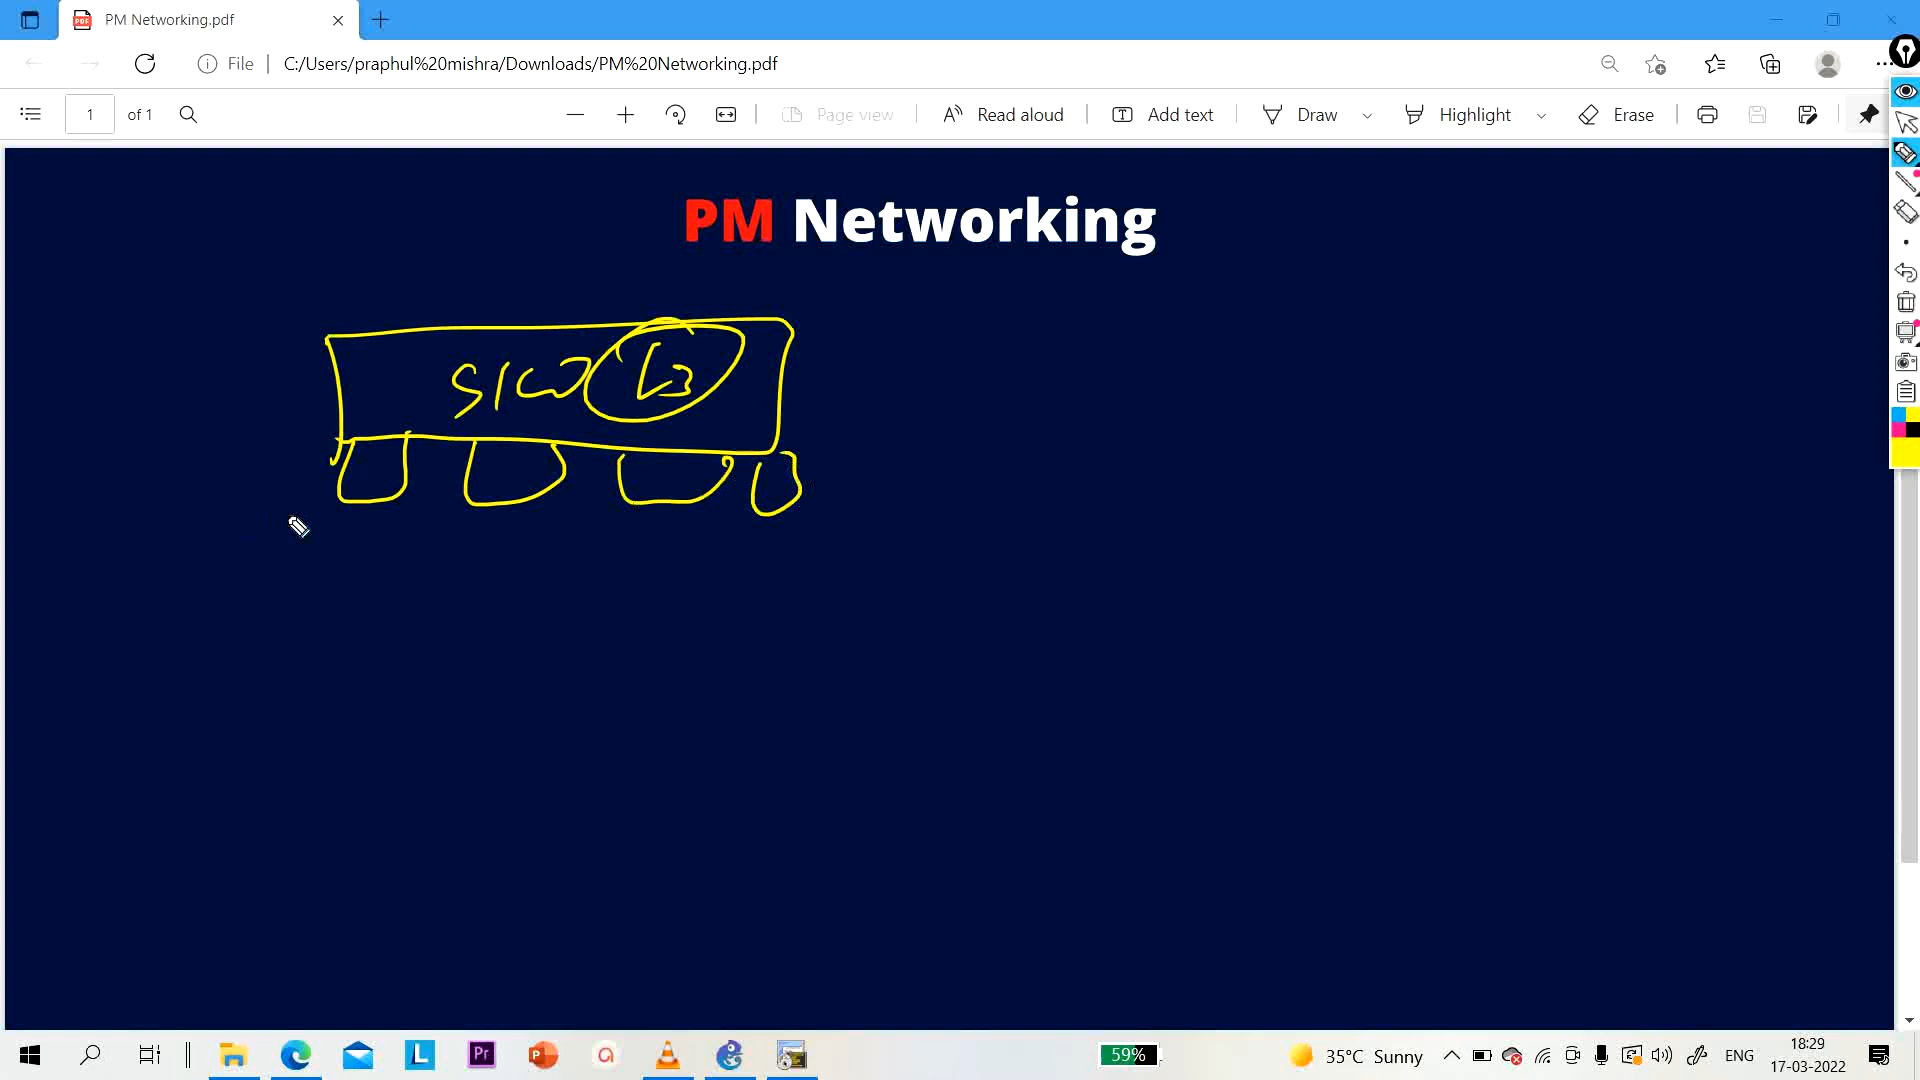 PM Networking.pdf
File C:/Users/praphul%20mishra/Downloads/PM%20Networking.pdf
1 of 1 Page view Read aloud Add text Draw Highlight Erase
PM Networking
S/W L3
59% 35°C Sunny ENG 18:29
17-03-2022